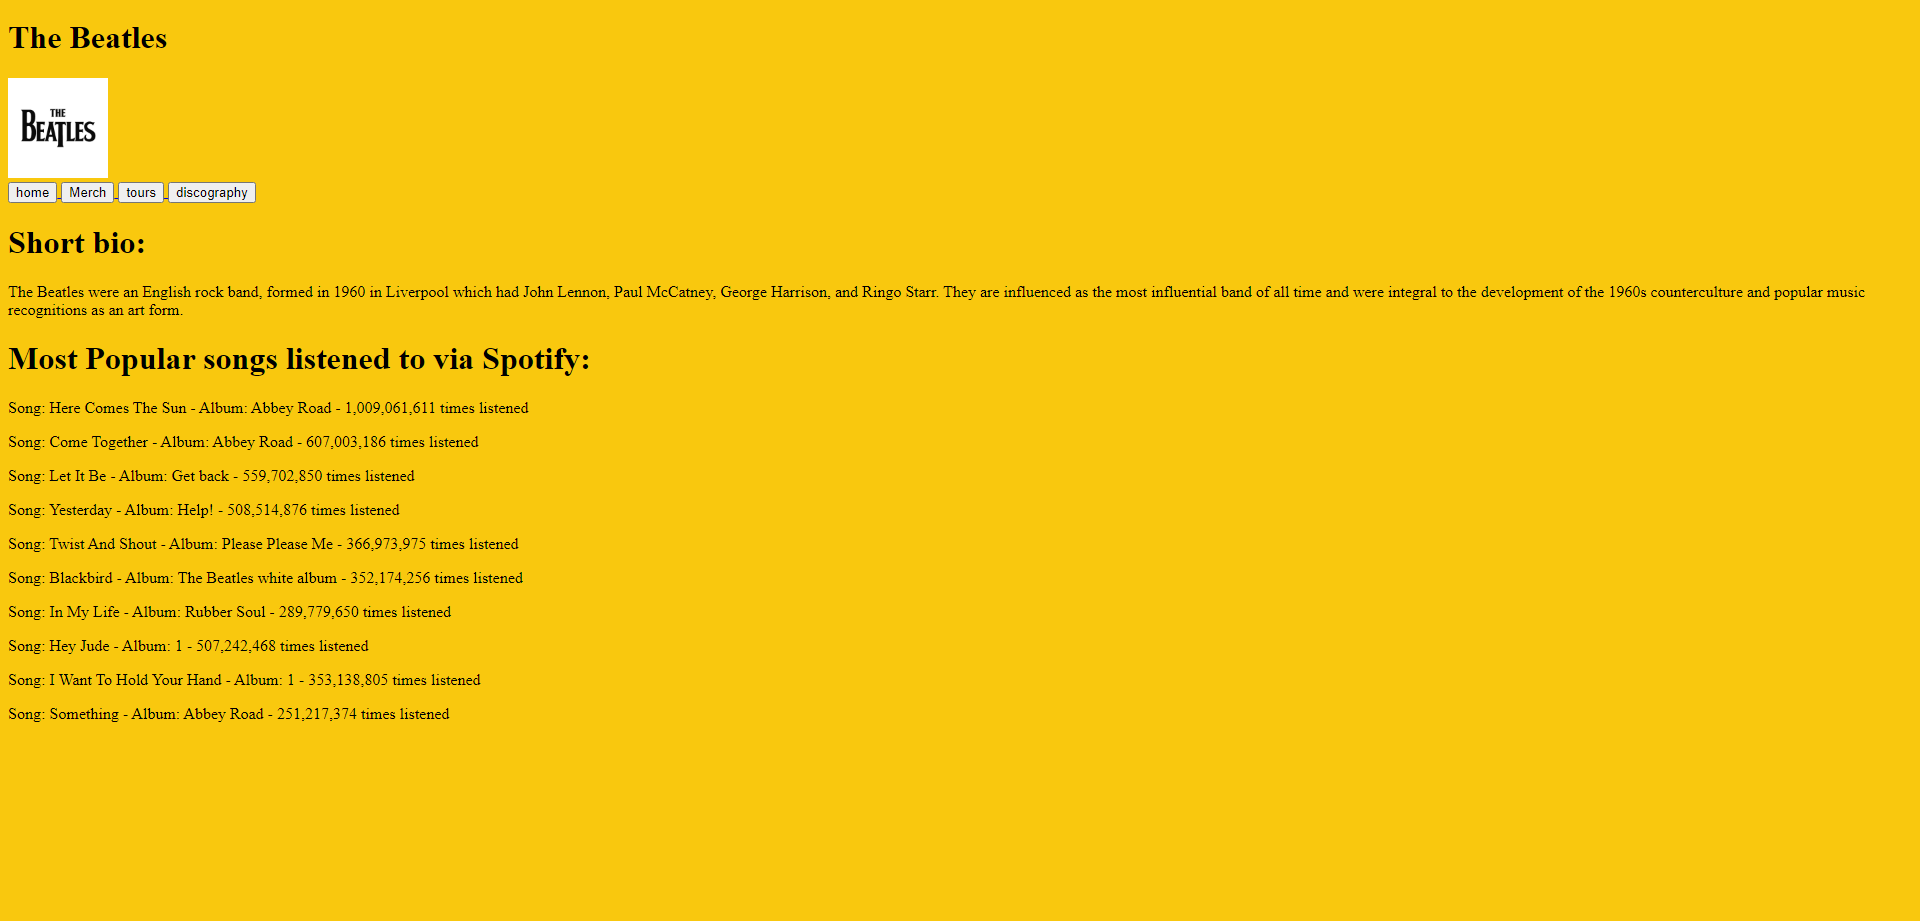 The Beatles
THE
BEATLES
home Merch tours discography
Short bio:
The Beatles were an English rock band, formed in 1960 in Liverpool which had John Lennon, Paul McCatney, George Harrison, and Ringo Starr. They are influenced as the most influential band of all time and were integral to the development of the 1960s counterculture and popular music
recognitions as an art form.
Most Popular songs listened to via Spotify:
Song: Here Comes The Sun - Album: Abbey Road - 1,009,061,611 times listened
Song: Come Together - Album: Abbey Road - 607,003,186 times listened
Song: Let It Be - Album: Get back - 559,702,850 times listened
Song: Yesterday - Album: Help! - 508,514,876 times listened
Song: Twist And Shout - Album: Please Please Me - 366,973,975 times listened
Song: Blackbird - Album: The Beatles white album - 352,174,256 times listened
Song: In My Life - Album: Rubber Soul - 289,779,650 times listened
Song: Hey Jude - Album: 1 - 507,242,468 times listened
Song: I Want To Hold Your Hand - Album: 1 - 353,138,805 times listened
Song: Something - Album: Abbey Road - 251,217,374 times listened